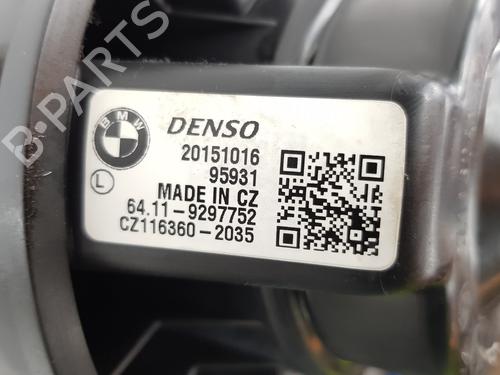 B-PARTS
BMW
DENSO
20151016
95931
L
MADE IN CZ
64.11-9297752
CZ116360-2035